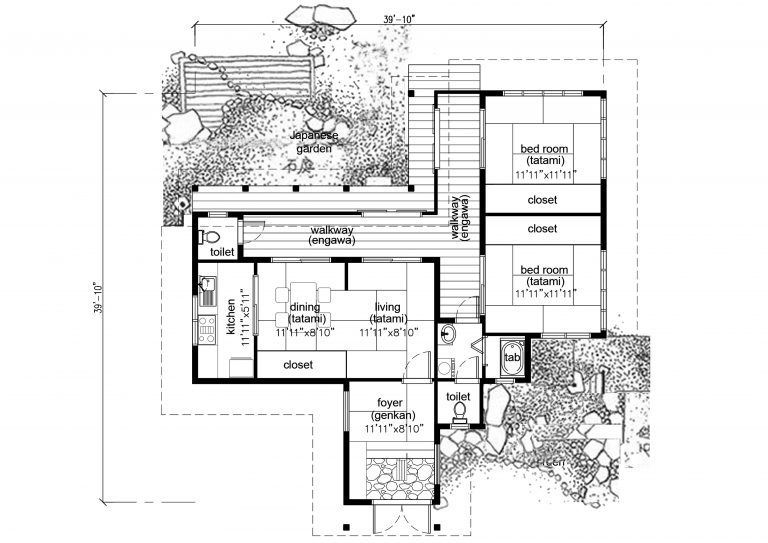 39'-10"
Japanese
garden
bed room
(tatami)
11'11"x11'11"
closet
walkway
(engawa)
walkway
(engawa)
toilet
closet
bed room
(tatami)
11'11"x11'11"
39'-10"
kitchen
11'11"x5'11"
dining
(tatami)
11'11"x8'10"
living
(tatami)
11'11"x8'10"
closet
tab
foyer
(genkan)
11'11"x8'10"
toilet